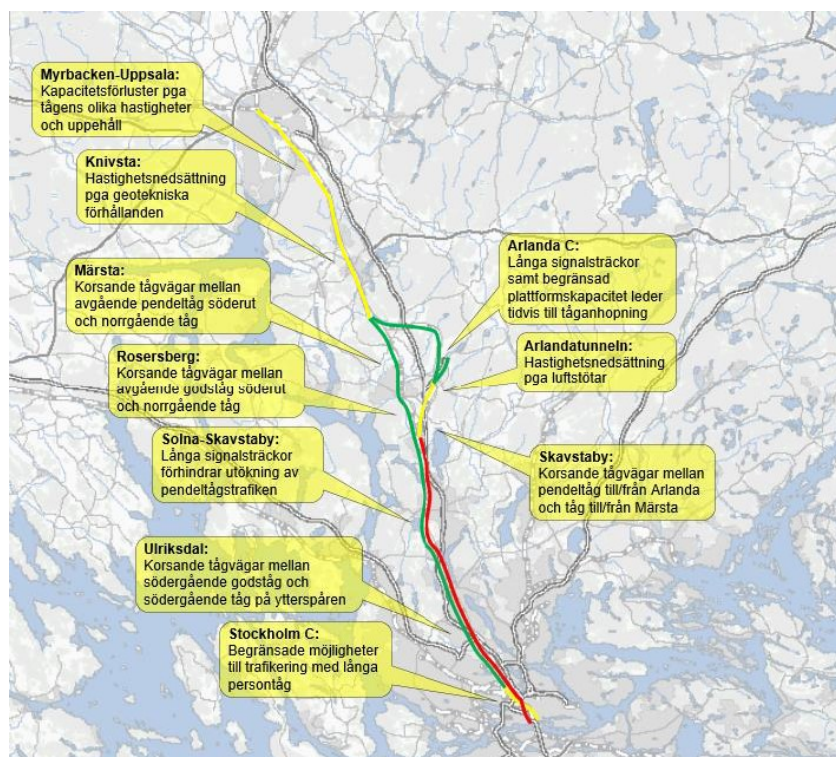 Myrbacken-Uppsala:
Kapacitetsförluster pga
tågens olika hastigheter
och uppehåll
Knivsta:
Hastighetsnedsättning
pga geotekniska
förhållanden
Märsta:
Korsande tågvägar mellan
avgående pendeltåg söderut
och norrgående tåg
Arlanda C:
Långa signalsträckor
samt begränsad
plattformskapacitet leder
tidvis till tåganhopning
Rosersberg:
Korsande tågvägar mellan
avgående godståg söderut
och norrgående tåg
Arlandatunneln:
Hastighetsnedsättning
pga luftstötar
Solna-Skavstaby:
Långa signalsträckor
förhindrar utökning av
pendeltågstrafiken
Skavstaby:
Korsande tågvägar mellan
pendeltåg till/från Arlanda
och tåg till/från Märsta
Ulriksdal:
Korsande tågvägar mellan
södergående godståg och
södergående tåg på ytterspåren
Stockholm C:
Begränsade möjligheter
till trafikering med långa
persontåg